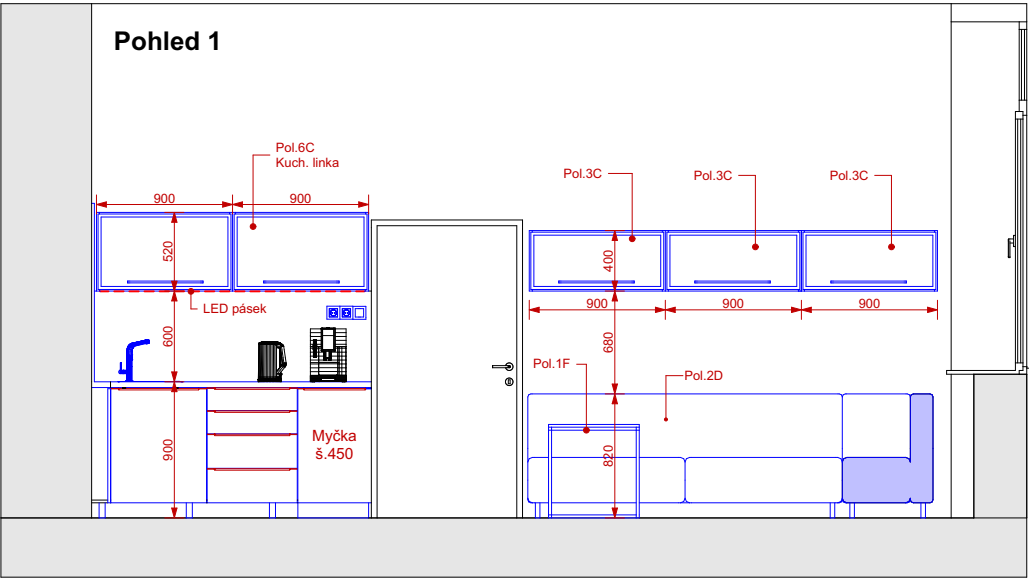 Pohled 1
Pol.6C
Kuch. linka
Pol.3C
Pol.3C
Pol.3C
900
900
520
400
LED pásek
900
900
900
600
680
Pol.1F
Pol.2D
Myčka
š.450
900
820